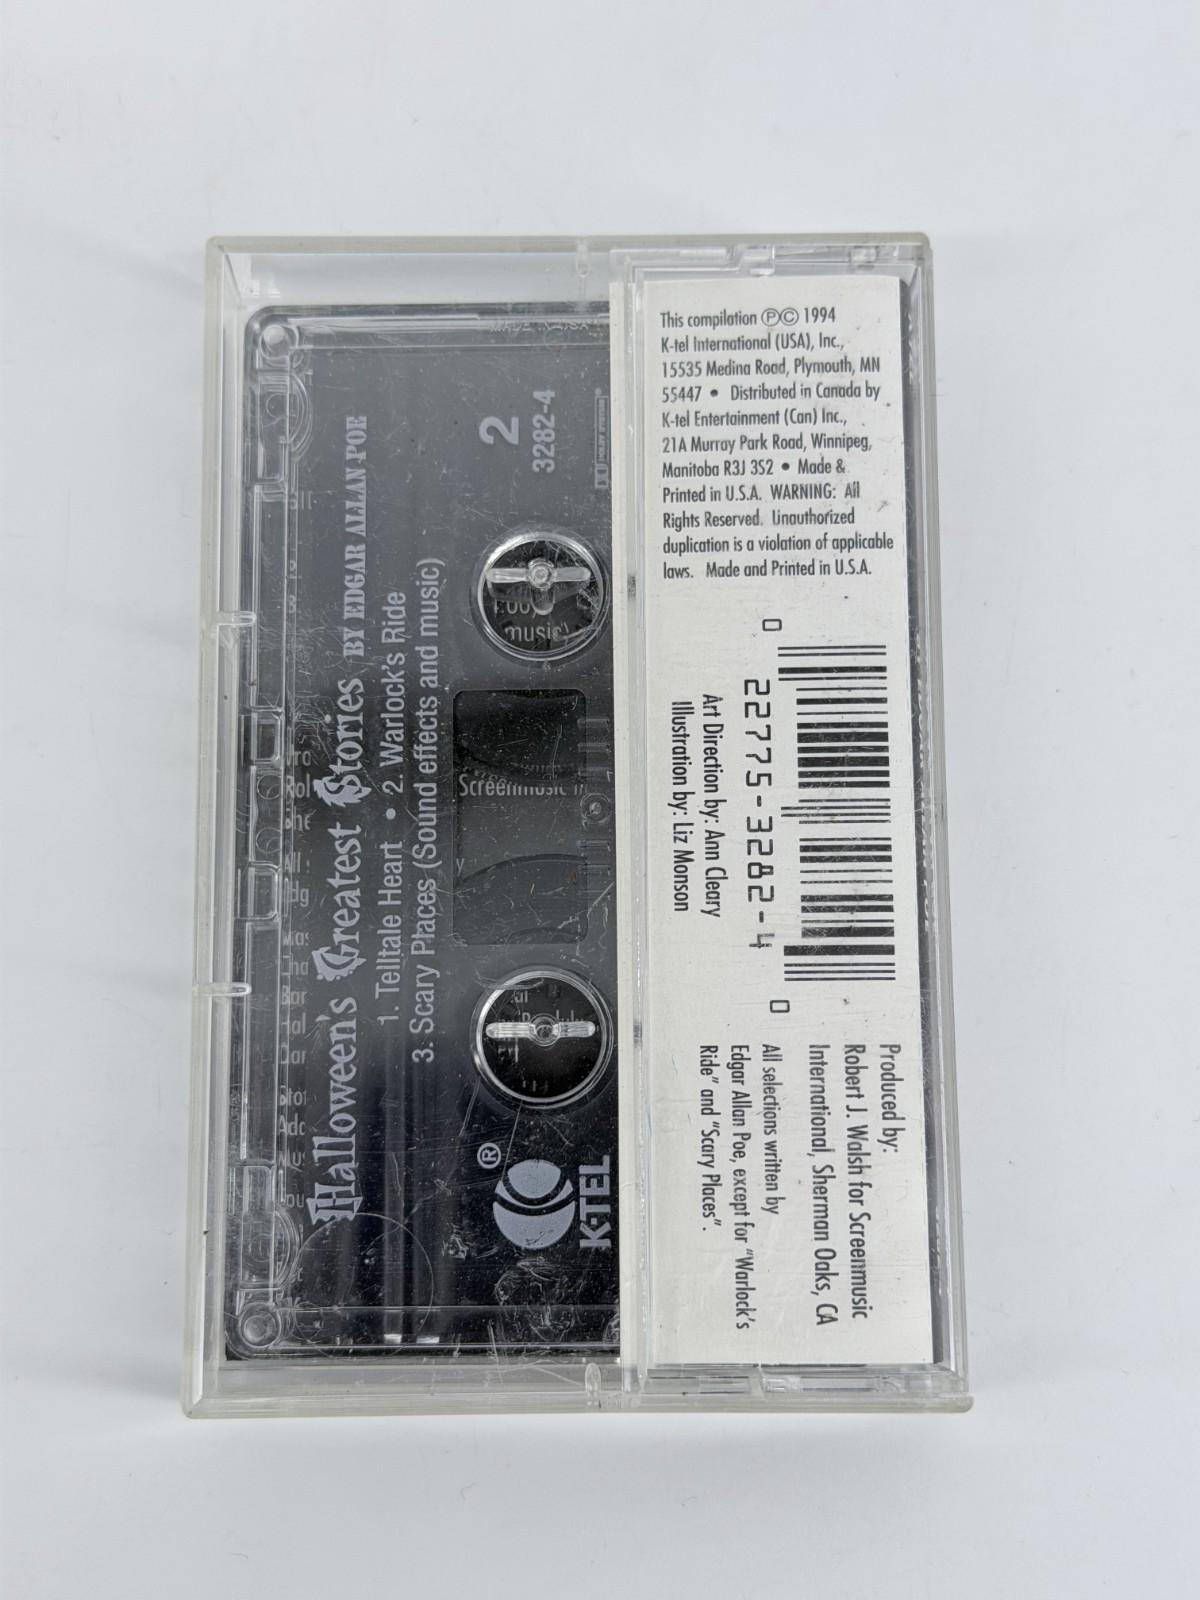 This compilation ℗© 1994
K-tel International (USA), Inc.,
15535 Medina Road, Plymouth, MN
55447 • Distributed in Canada by
K-tel Entertainment (Can) Inc.,
21A Murray Park Road, Winnipeg,
Manitoba R3J 3S2 • Made &
Printed in U.S.A. WARNING: All
Rights Reserved. Unauthorized
duplication is a violation of applicable
laws. Made and Printed in U.S.A.
0 22775-3282-4 0
Art Direction by: Ann Cleary
Illustration by: Liz Monson
Produced by:
Robert J. Walsh for Screenmusic
International, Sherman Oaks, CA
All selections written by
Edgar Allan Poe, except for "Warlock's
Ride" and "Scary Places".
Halloween's Greatest Stories BY EDGAR ALLAN POE
1. Telltale Heart • 2. Warlock's Ride
3. Scary Places (Sound effects and music)
2
3282-4
®
K-TEL
music)
Screenmusic